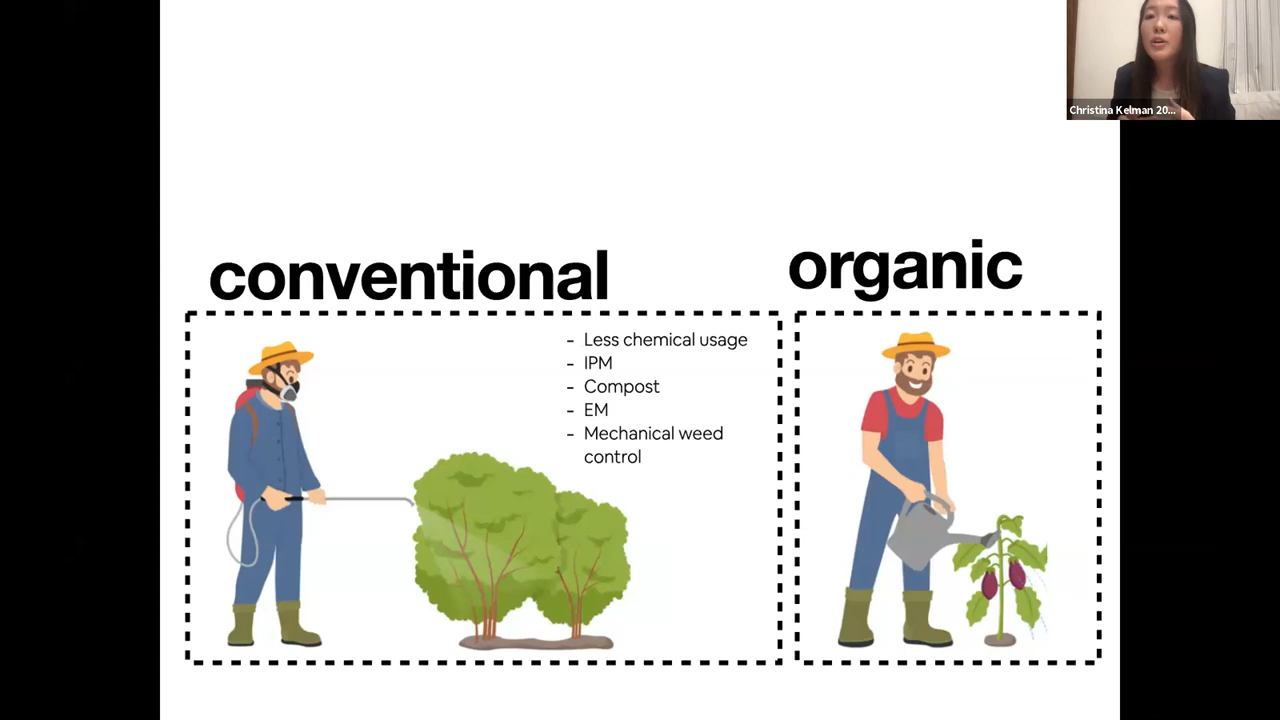 Christina Kelman 20...
conventional
organic
- Less chemical usage
- IPM
- Compost
- EM
- Mechanical weed
control